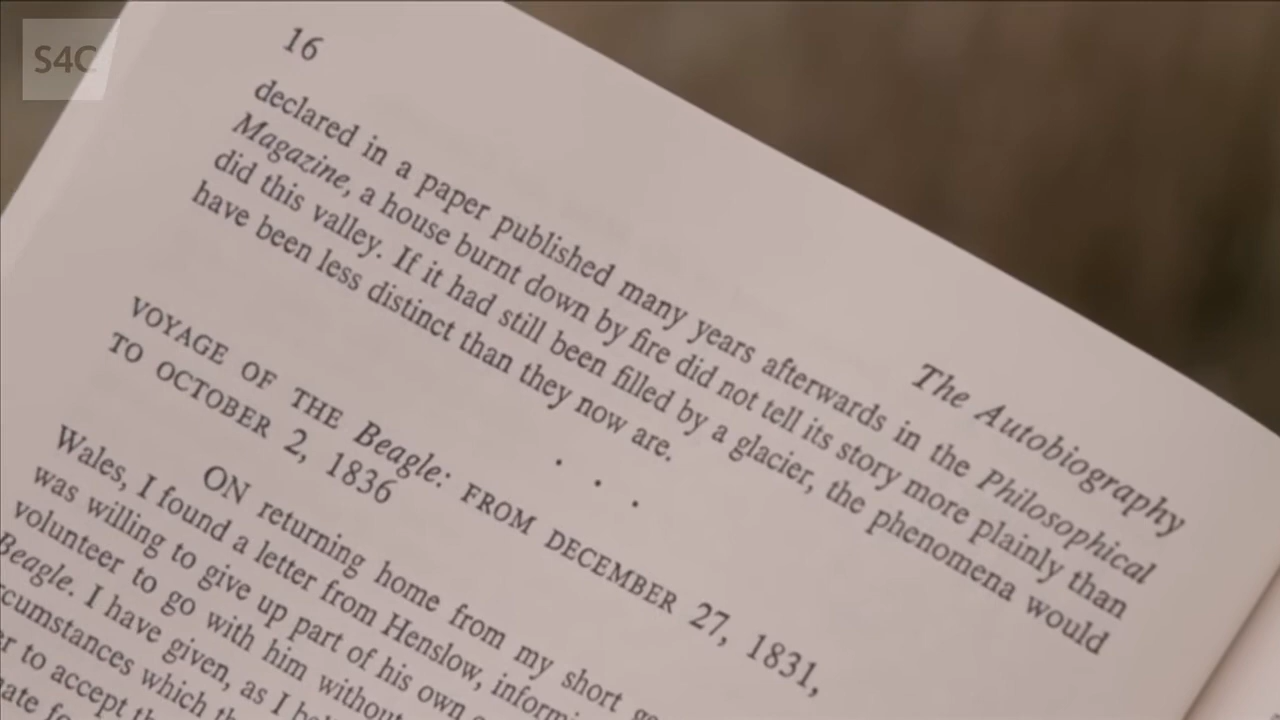 S4C
16
The Autobiography
declared in a paper published many years afterwards in the Philosophical
Magazine, a house burnt down by fire did not tell its story more plainly than
did this valley. If it had still been filled by a glacier, the phenomena would
have been less distinct than they now are.
. . .
VOYAGE OF THE Beagle: FROM DECEMBER 27, 1831,
TO OCTOBER 2, 1836
ON returning home from my short
Wales, I found a letter from Henslow,
was willing to give up part of his own
volunteer to go with him
Beagle. I have given, as I
which
to accept